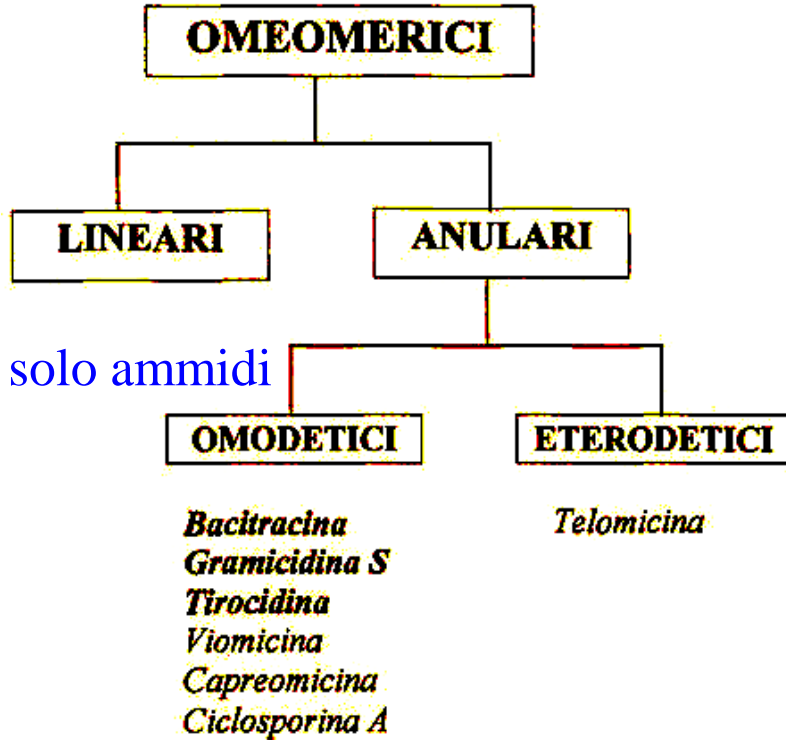 OMEOMERICI
LINEARI
ANULARI
solo ammidi
OMODETICI
ETERODETICI
Bacitracina
Gramicidina S
Tirocidina
Viomicina
Capreomicina
Ciclosporina A
Telomicina